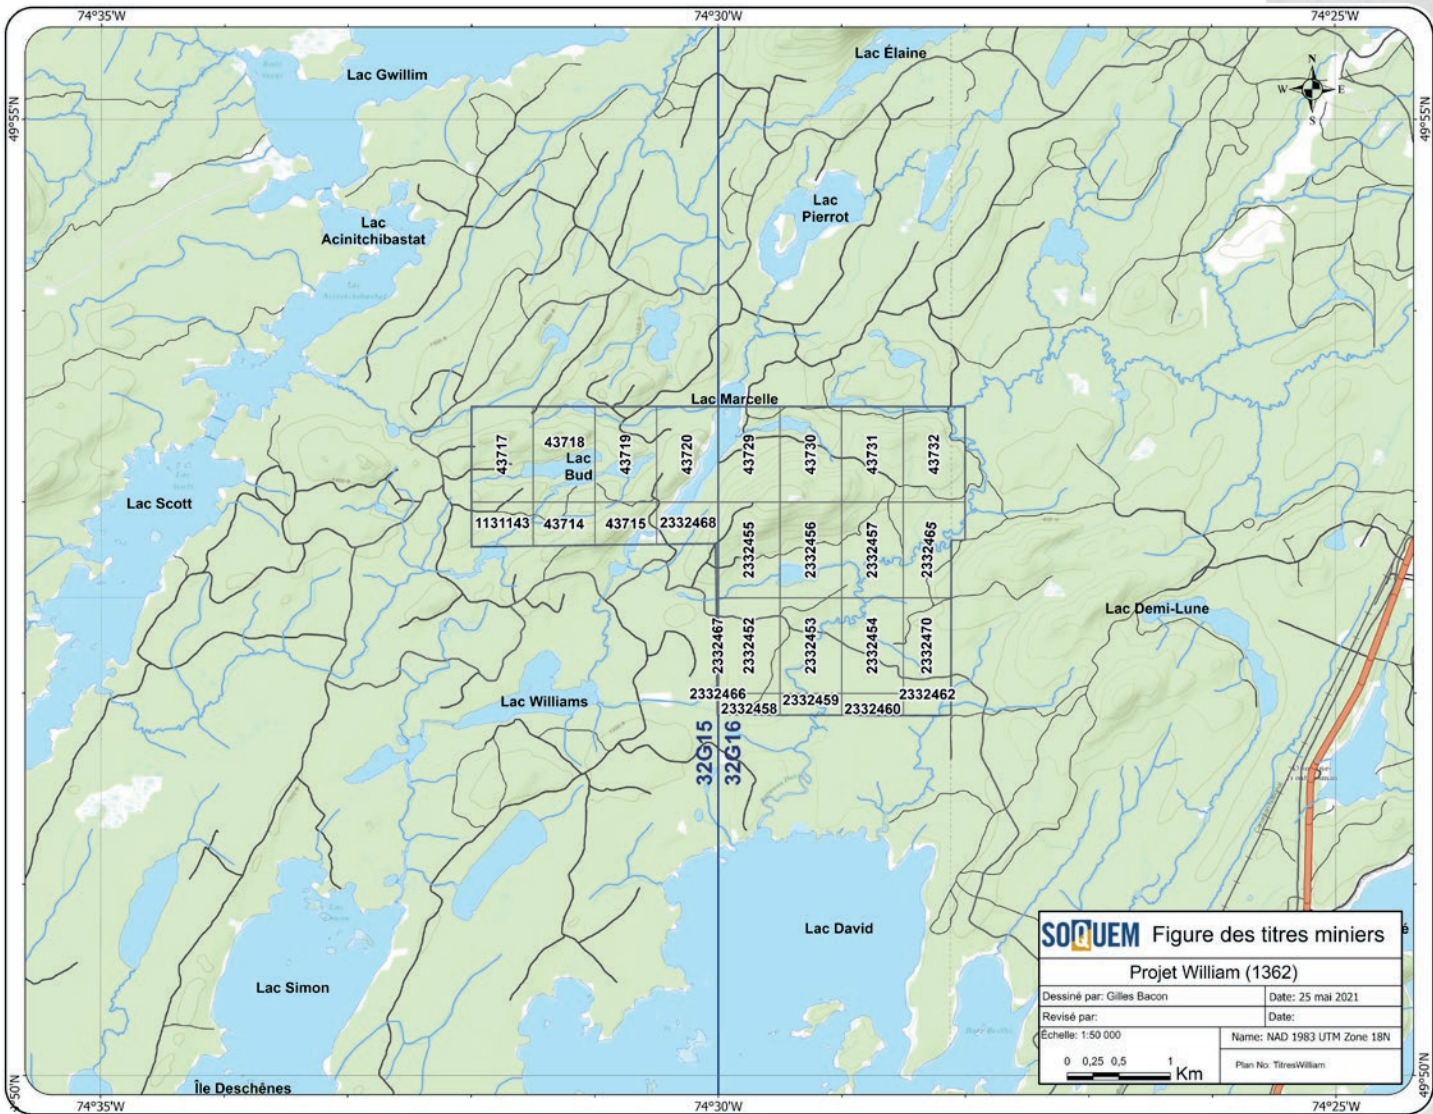 74°35'W
74°30'W
74°25'W
Lac Gwillim
Lac Élaine
N
W
E
S
49°55'N
49°55'N
Lac
Pierrot
Lac
Acinitchibastat
Lac
Acinitchibastat
Lac Marcelle
43717
43718
43719
43720
43729
43730
43731
43732
Lac
Bud
Lac Scott
1131143
43714
43715
2332468
2332455
2332456
2332457
2332465
Lac Demi-Lune
2332467
2332452
2332453
2332454
2332470
Lac Williams
2332466
2332458
2332459
2332460
2332462
32G15
32G16
Lac David
Lac Simon
Île Deschênes
SOQUEM
Figure des titres miniers
é
Projet William (1362)
Dessiné par: Gilles Bacon
Date: 25 mai 2021
Revisé par:
Date:
Échelle: 1:50 000
Name: NAD 1983 UTM Zone 18N
0 0,25 0,5 1
Km
Plan No: TitresWilliam
49°50'N
49°50'N
74°35'W
74°30'W
74°25'W